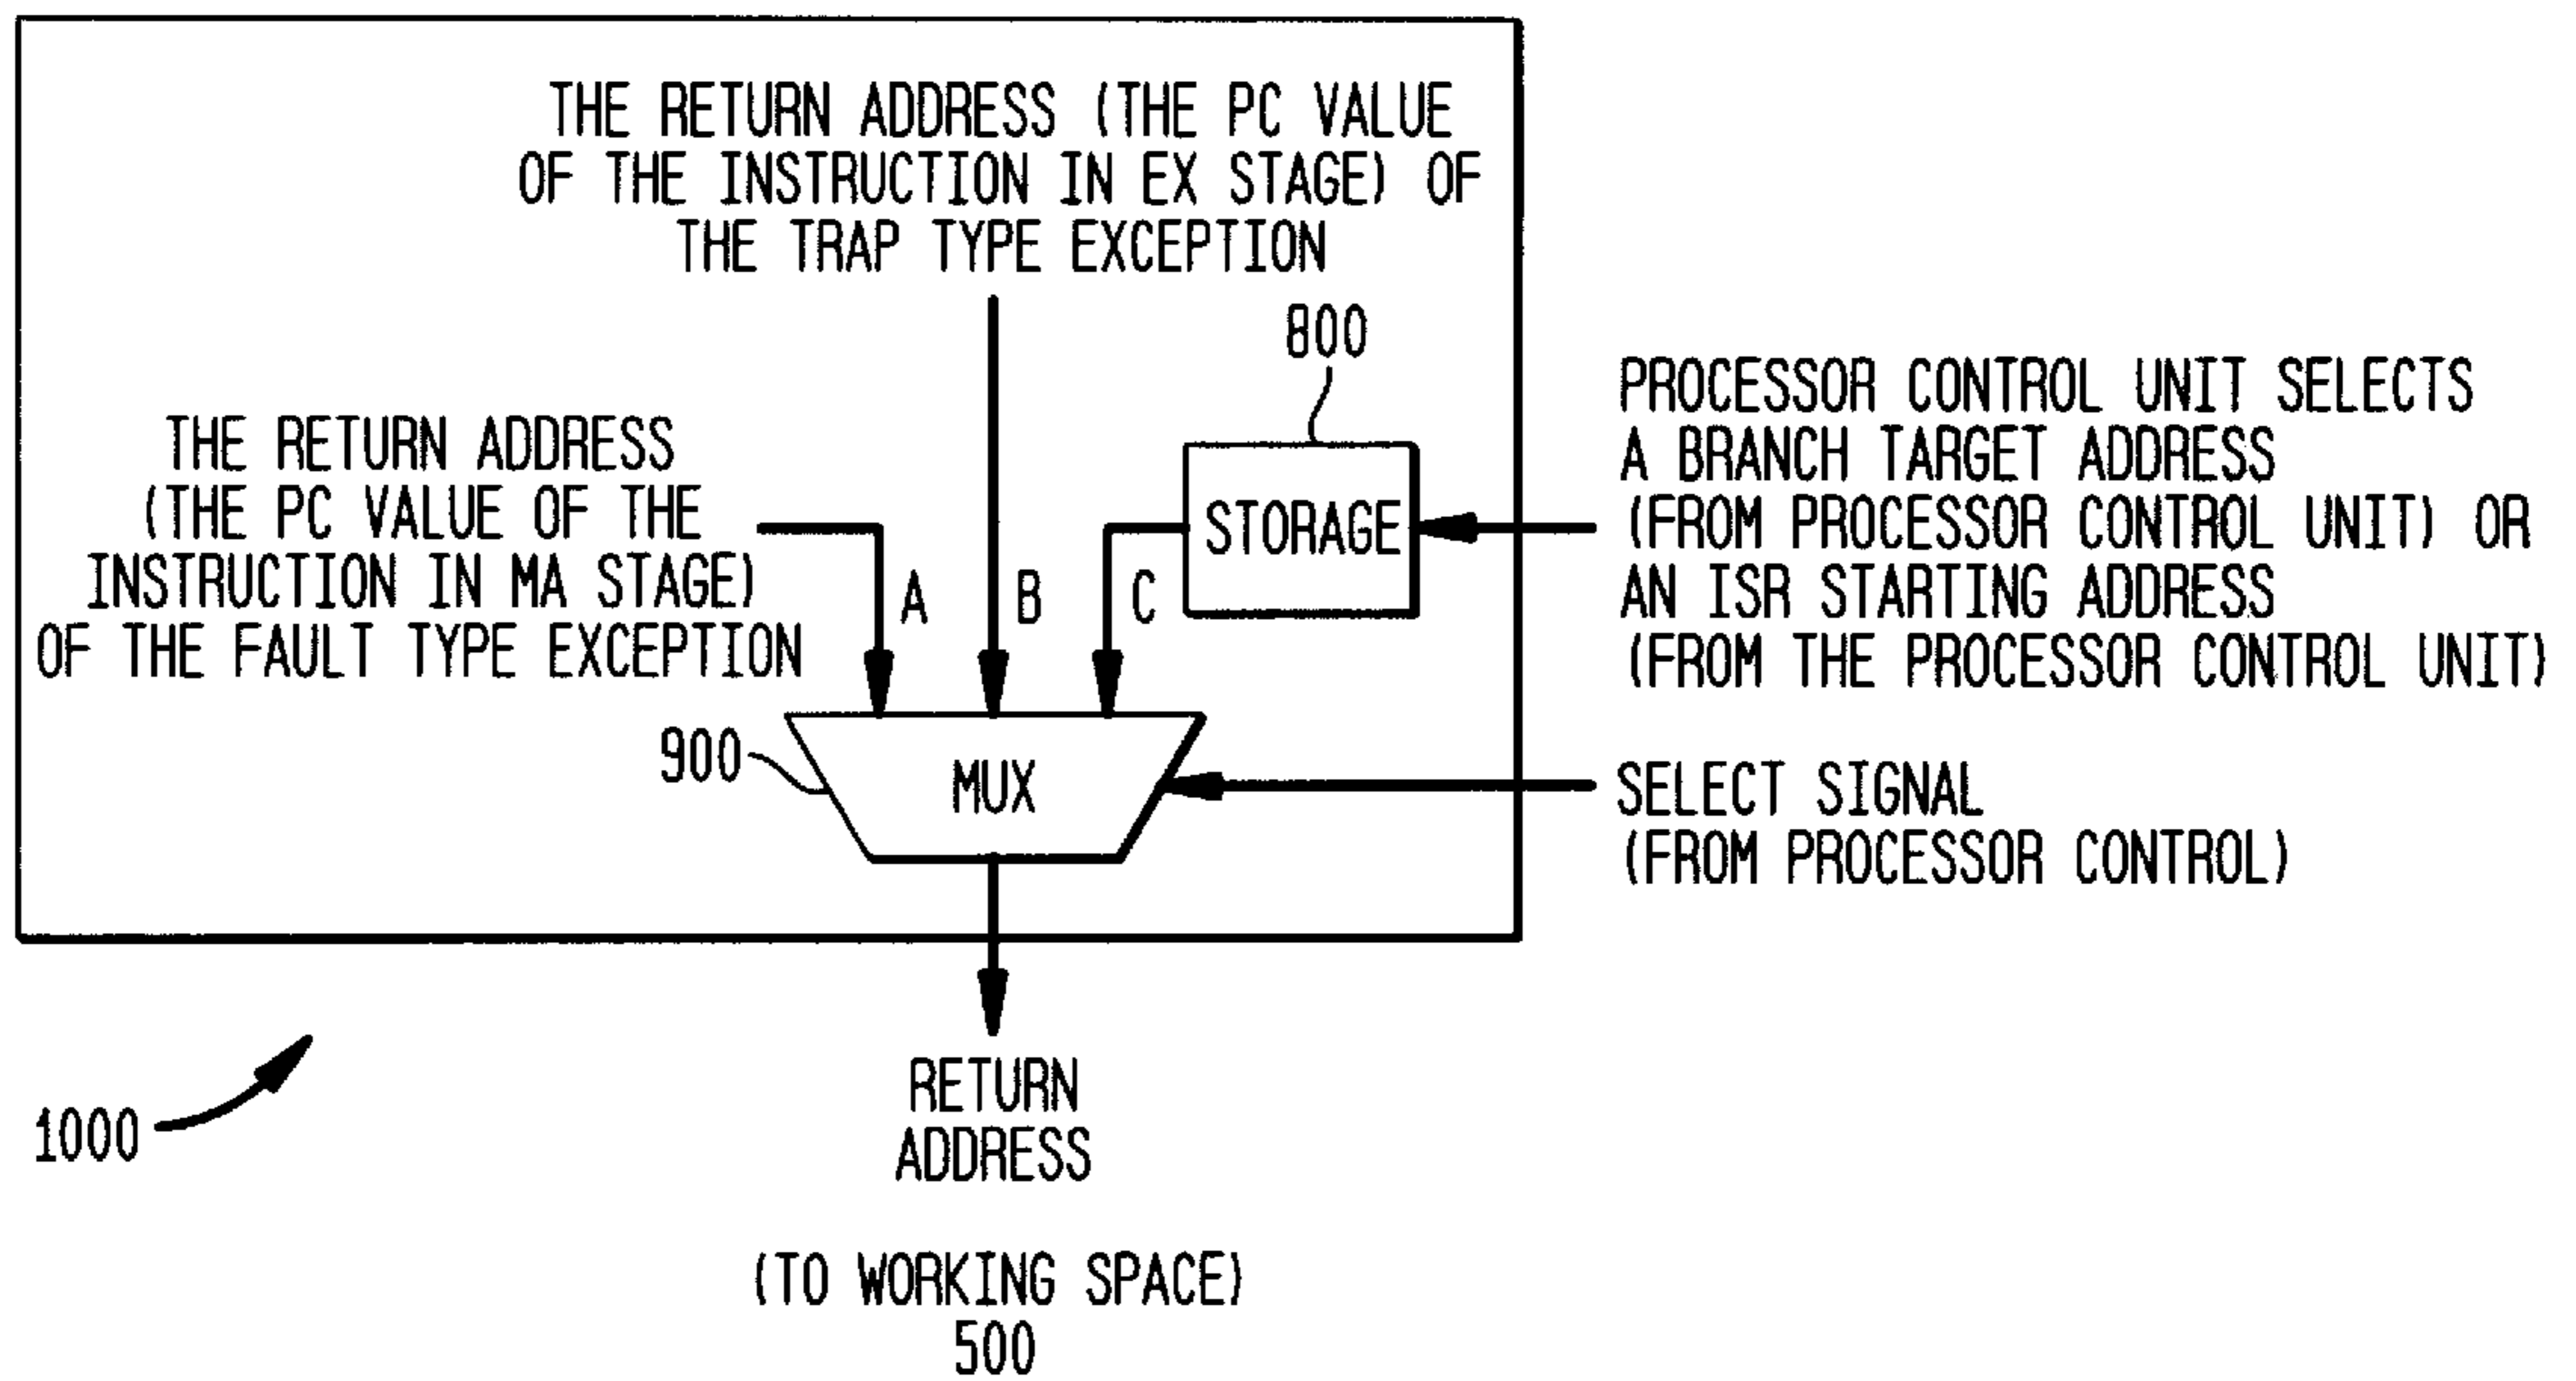 THE RETURN ADDRESS (THE PC VALUE
OF THE INSTRUCTION IN EX STAGE) OF
THE TRAP TYPE EXCEPTION
800
THE RETURN ADDRESS
(THE PC VALUE OF THE
INSTRUCTION IN MA STAGE)
OF THE FAULT TYPE EXCEPTION
A
B
C
STORAGE
PROCESSOR CONTROL UNIT SELECTS
A BRANCH TARGET ADDRESS
(FROM PROCESSOR CONTROL UNIT) OR
AN ISR STARTING ADDRESS
(FROM THE PROCESSOR CONTROL UNIT)
900
MUX
SELECT SIGNAL
(FROM PROCESSOR CONTROL)
1000
RETURN
ADDRESS
(TO WORKING SPACE)
500